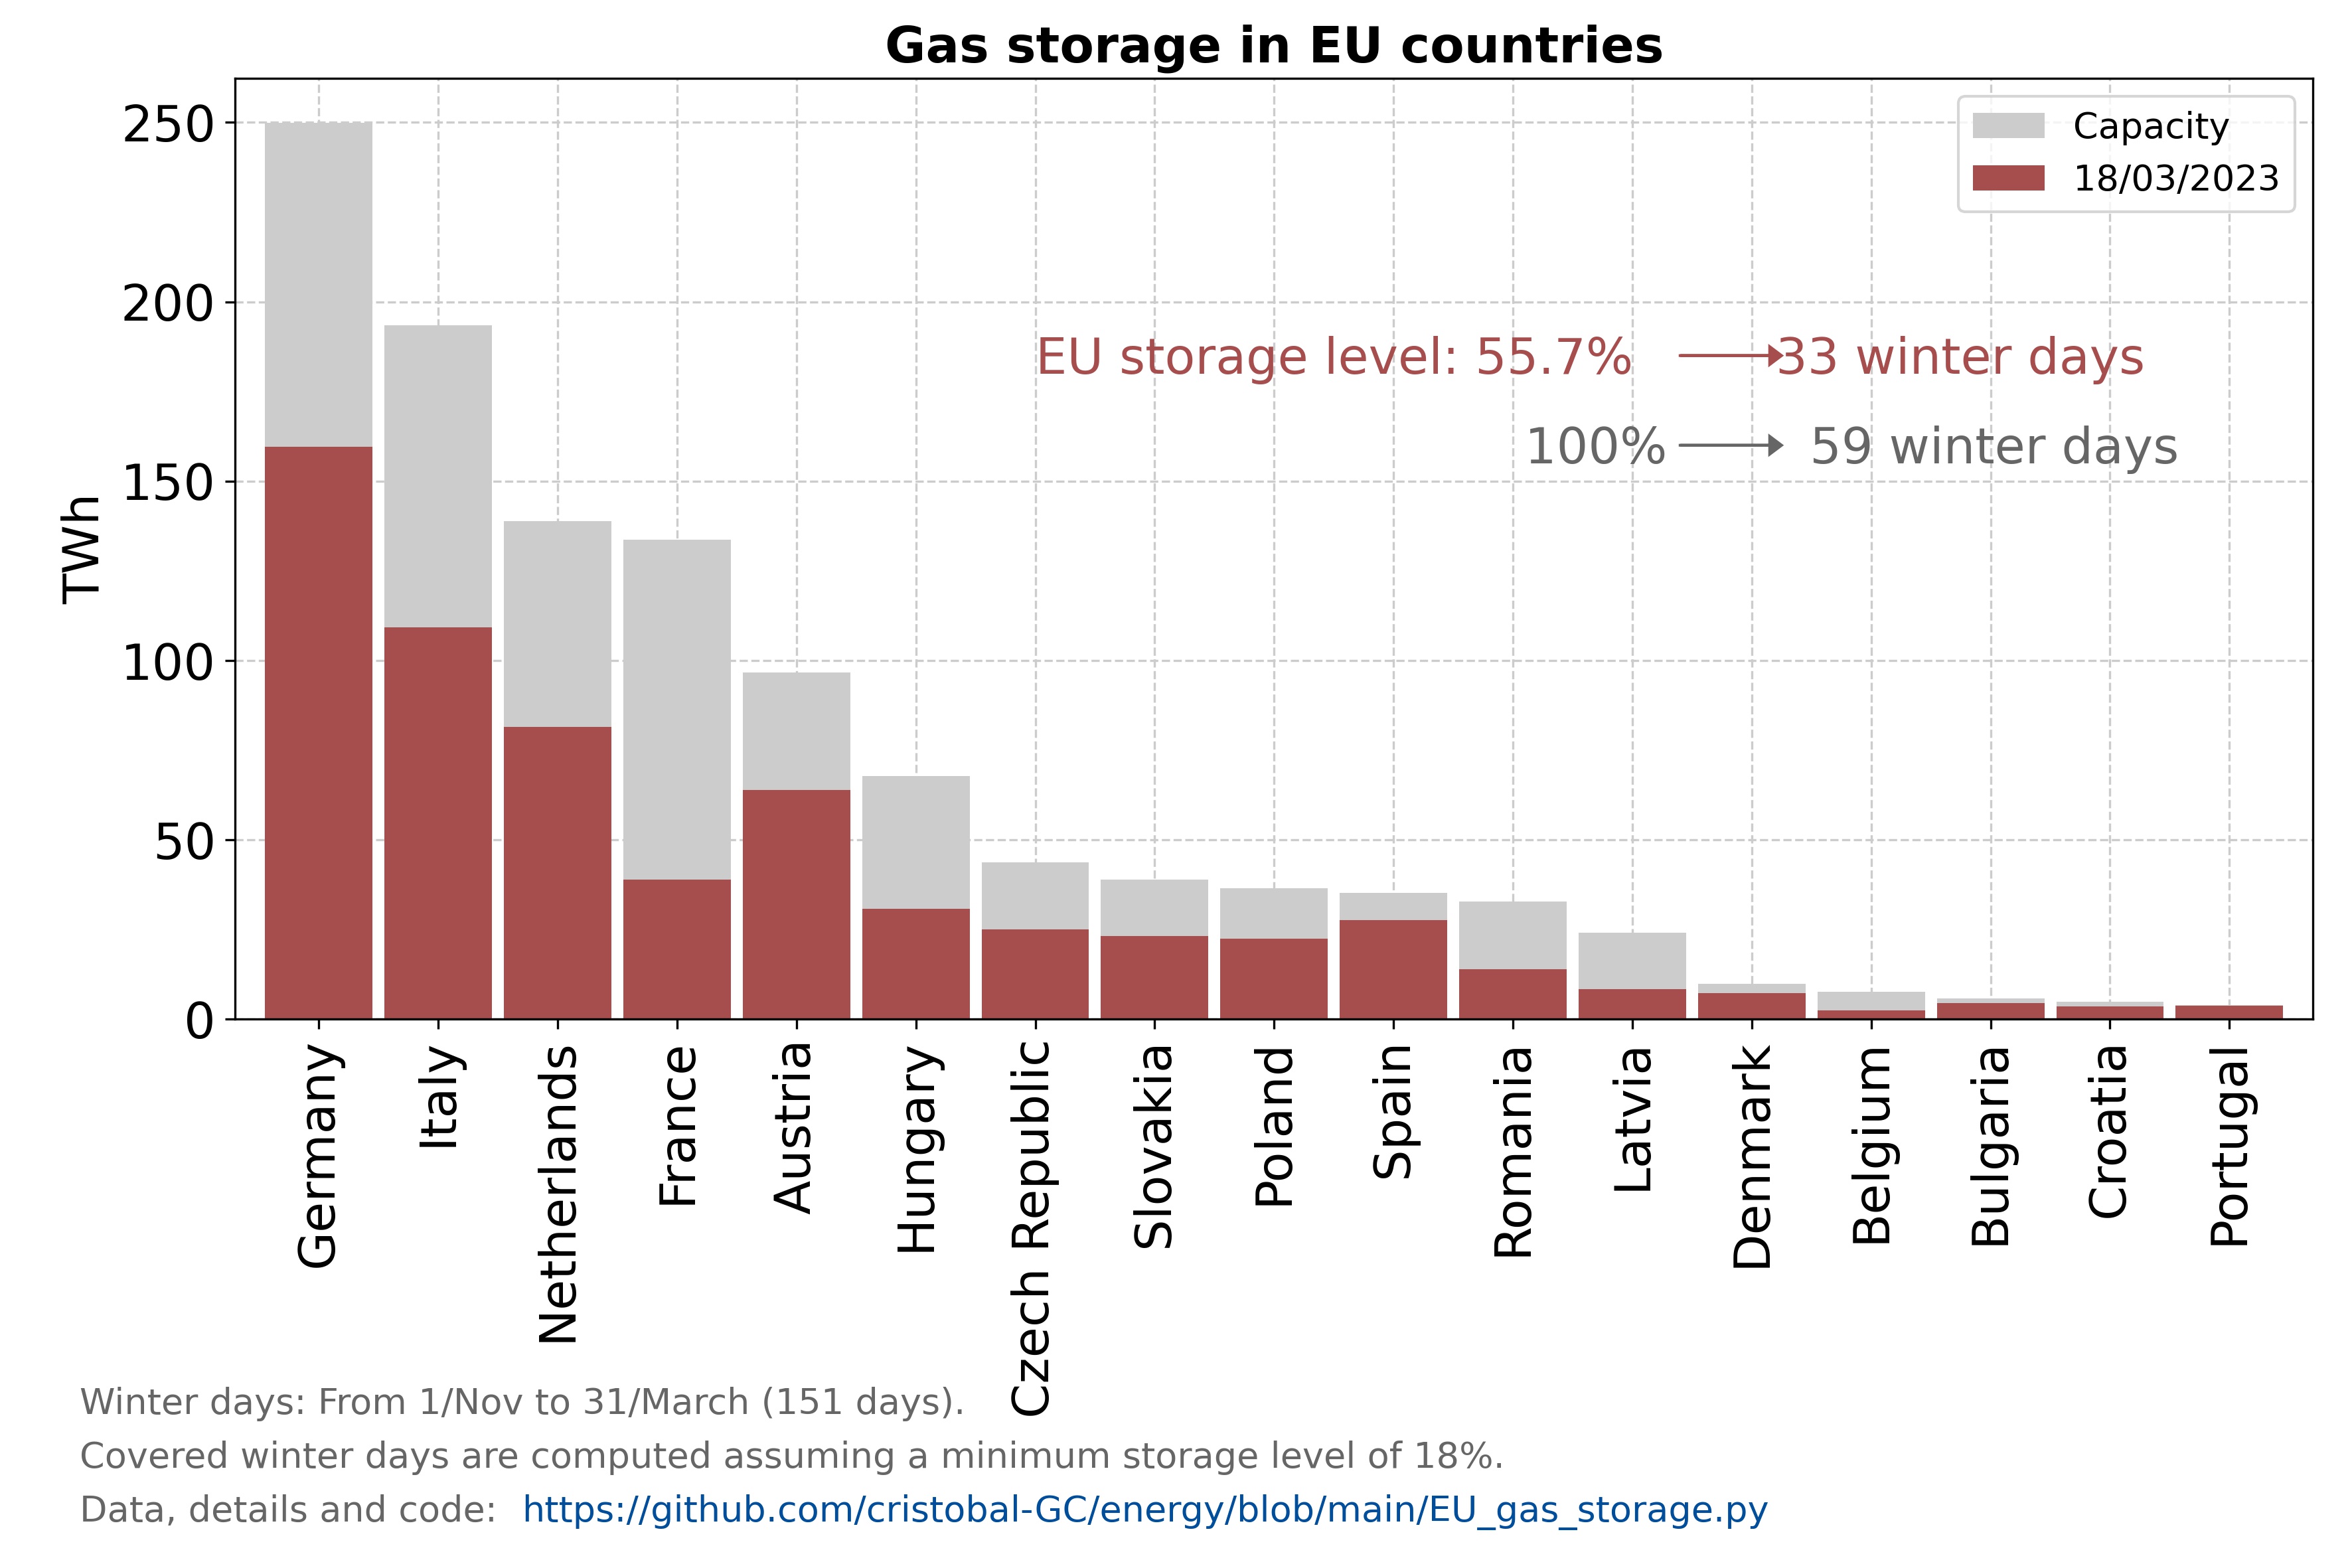 Gas storage in EU countries
250
200
150
100
50
0
TWh
Capacity
18/03/2023
EU storage level: 55.7% 33 winter days
100% 59 winter days
Germany
Italy
Netherlands
France
Austria
Hungary
Czech Republic
Slovakia
Poland
Spain
Romania
Latvia
Denmark
Belgium
Bulgaria
Croatia
Portugal
Winter days: From 1/Nov to 31/March (151 days).
Covered winter days are computed assuming a minimum storage level of 18%.
Data, details and code: https://github.com/cristobal-GC/energy/blob/main/EU_gas_storage.py